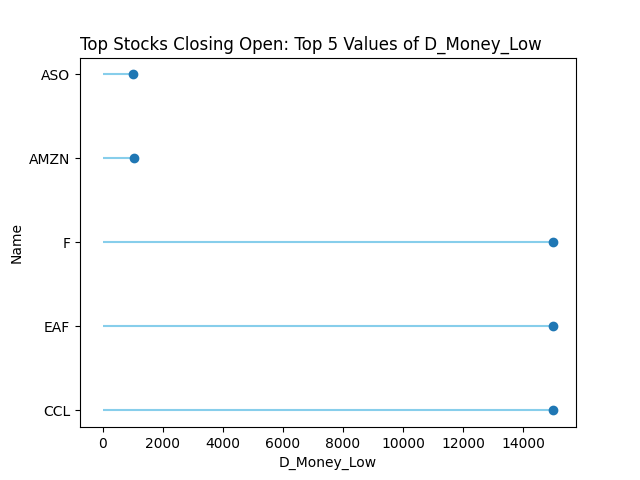 Top Stocks Closing Open: Top 5 Values of D_Money_Low
ASO
AMZN
F
EAF
CCL
Name
0 2000 4000 6000 8000 10000 12000 14000
D_Money_Low